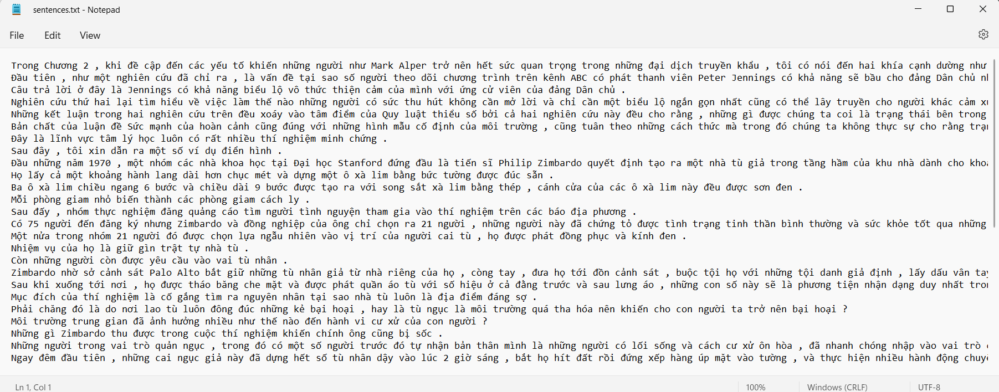 sentences.txt - Notepad
File Edit View
Trong Chương 2 , khi đề cập đến các yếu tố khiến những người như Mark Alper trở nên hết sức quan trọng trong những đại dịch truyền khẩu , tôi có nói đến hai khía cạnh dường như
Đầu tiên , như một nghiên cứu đã chỉ ra , là vấn đề tại sao số người theo dõi chương trình trên kênh ABC có phát thanh viên Peter Jennings có khả năng sẽ bầu cho đảng Dân chủ
Câu trả lời ở đây là Jennings có khả năng biểu lộ vô thức thiện cảm của mình với ứng cử viên của đảng Dân chủ .
Nghiên cứu thứ hai lại tìm hiểu về việc làm thế nào những người có sức thu hút không cần mở lời và chỉ cần một biểu lộ ngắn gọn nhất cũng có thể lây truyền cho người khác cảm
Những kết luận trong hai nghiên cứu trên đều xoáy vào tâm điểm của Quy luật thiểu số bởi cả hai nghiên cứu này đều cho rằng , những gì được chúng ta coi là trạng thái bên trong
Bản chất của luận đề Sức mạnh của hoàn cảnh cũng đúng với những hình mẫu cố định của môi trường , cũng tuân theo những cách thức mà trong đó chúng ta không thực sự cho rằng
Đây là lĩnh vực tâm lý học luôn có rất nhiều thí nghiệm minh chứng .
Sau đây , tôi xin dẫn ra một số ví dụ điển hình .
Đầu những năm 1970 , một nhóm các nhà khoa học tại Đại học Stanford đứng đầu là tiến sĩ Philip Zimbardo quyết định tạo ra một nhà tù giả trong tầng hầm của khu nhà dành cho
Họ lấy cả một khoảng hành lang dài hơn chục mét và dựng một ô xà lim bằng bức tường được đúc sẵn .
Ba ô xà lim chiều ngang 6 bước và chiều dài 9 bước được tạo ra với song sắt xà lim bằng thép , cánh cửa của các ô xà lim này đều được sơn đen .
Mỗi phòng giam nhỏ biến thành các phòng giam cách ly .
Sau đấy , nhóm thực nghiệm đăng quảng cáo tìm người tình nguyện tham gia vào thí nghiệm trên các báo địa phương .
Có 75 người đến đăng ký nhưng Zimbardo và đồng nghiệp của ông chỉ chọn ra 21 người , những người này đã chứng tỏ được tình trạng tinh thần bình thường và sức khỏe tốt qua những
Một nửa trong nhóm 21 người đó được chọn lựa ngẫu nhiên vào vị trí của người cai tù , họ được phát đồng phục và kính đen .
Nhiệm vụ của họ là giữ gìn trật tự nhà tù .
Còn những người còn được yêu cầu vào vai tù nhân .
Zimbardo nhờ sở cảnh sát Palo Alto bắt giữ những tù nhân giả từ nhà riêng của họ , còng tay , đưa họ tới đồn cảnh sát , buộc tội họ với những tội danh giả định , lấy dấu vân
Sau khi xuống tới nơi , họ được tháo băng che mặt và được phát quần áo tù với số hiệu ở cả đằng trước và sau lưng áo , những con số này sẽ là phương tiện nhận dạng duy nhất
Mục đích của thí nghiệm là cố gắng tìm ra nguyên nhân tại sao nhà tù luôn là địa điểm đáng sợ .
Phải chăng đó là do nơi lao tù luôn đông đúc những kẻ bại hoại , hay là tù ngục là môi trường quá tha hóa nên khiến cho con người ta trở nên bại hoại ?
Môi trường trung gian đã ảnh hưởng nhiều như thế nào đến hành vi cư xử của con người ?
Những gì Zimbardo thu được trong cuộc thí nghiệm khiến chính ông cũng bị sốc .
Những người trong vai trò quản ngục , trong đó có một số người trước đó tự nhận bản thân mình là những người có lối sống và cách cư xử ôn hòa , đã nhanh chóng nhập vào vai trò
Ngay đêm đầu tiên , những cai ngục giả này đã dựng hết số tù nhân dậy vào lúc 2 giờ sáng , bắt họ hít đất rồi đứng xếp hàng úp mặt vào tường , và thực hiện nhiều hành động
Ln 1, Col 1 100% Windows (CRLF) UTF-8